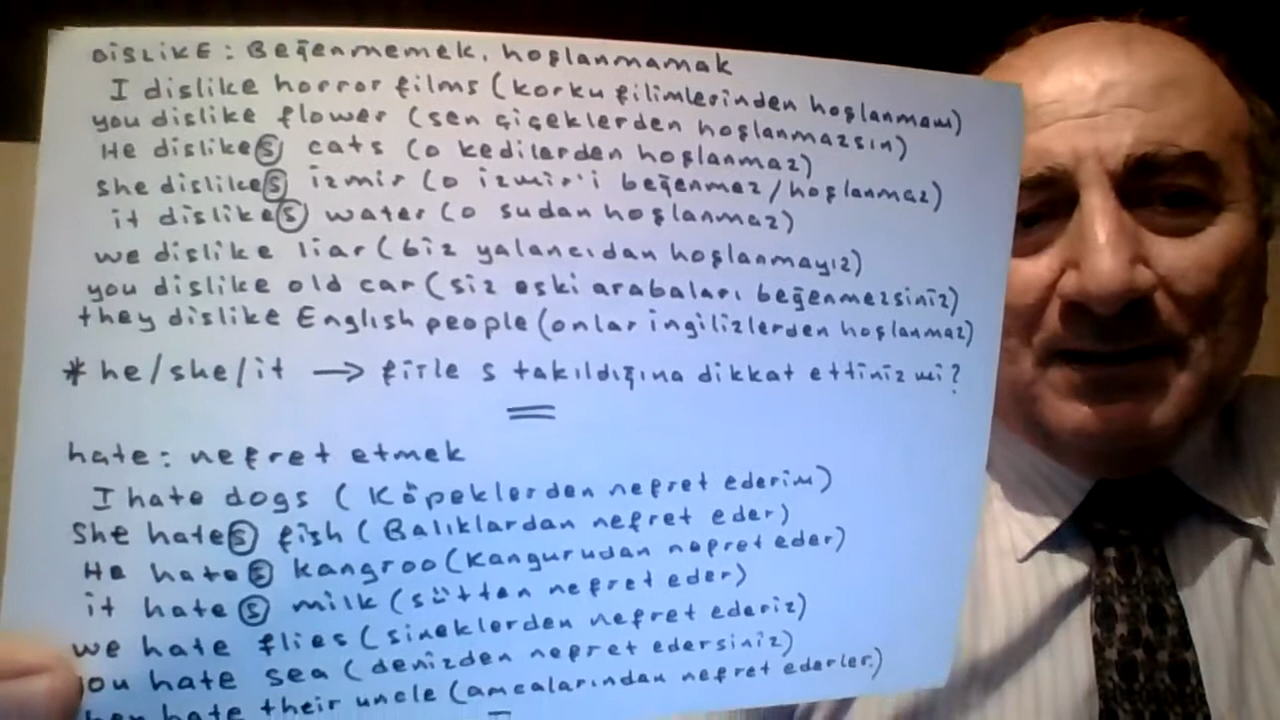 DİSLİKE: Beğenmemek, hoşlanmamak
I dislike horror films (korku filimlerinden hoşlanmam)
you dislike flower (sen çiçeklerden hoşlanmazsın)
He dislikes cats (o kedilerden hoşlanmaz)
she dislikes izmir (o izmir'i beğenmez/hoşlanmaz)
it dislikes water (o sudan hoşlanmaz)
we dislike liar (biz yalancıdan hoşlanmayız)
you dislike old car (siz eski arabaları beğenmezsiniz)
they dislike English people (onlar ingilizlerden hoşlanmaz)
* he/she/it → fiile s takıldığına dikkat ettiniz mi?
hate: nefret etmek
I hate dogs (Köpeklerden nefret ederim)
She hates fish (Balıklardan nefret eder)
He hates kangroo (kangurudan nefret eder)
it hates milk (sütten nefret eder)
we hate flies (sineklerden nefret ederiz)
you hate sea (denizden nefret edersiniz)
hate their uncle (amcalarından nefret ederler.)